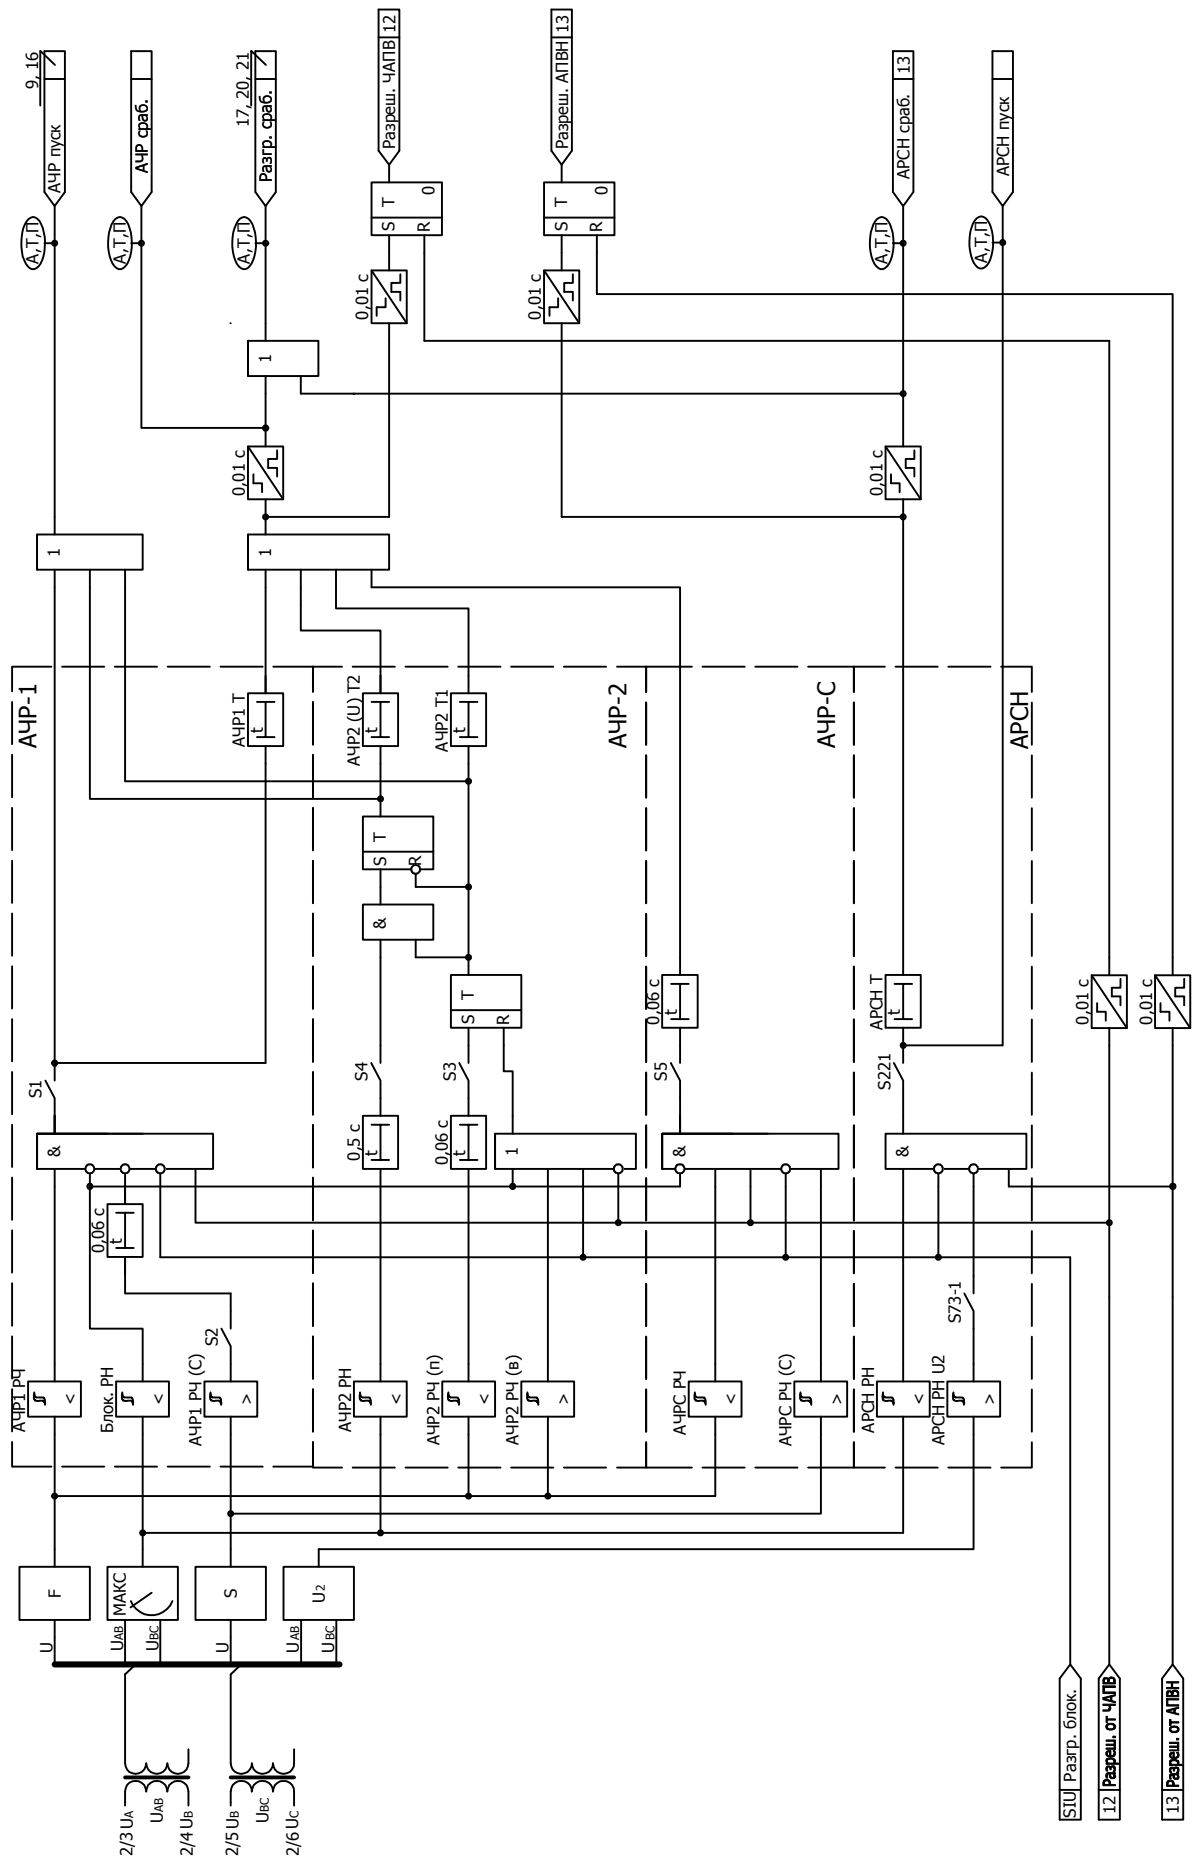 2/3 UA
UAB
2/4 UB
2/5 UB
UBC
2/6 UC
U
UAB
UBC
U
UAB
UBC
F
МАКС
S
U2
АЧР-1
АЧР1 РЧ
<
Блок. РН
<
АЧР1 РЧ (С)
>
S2
0,06 с
t
&
S1
АЧР1 Т
t
АЧР-2
АЧР2 РН
<
АЧР2 РЧ (п)
<
АЧР2 РЧ (в)
>
0,5 с
t
0,06 с
t
1
S4
S3
S T
R
&
S T
R
АЧР2 (U) Т2
t
АЧР2 Т1
t
АЧР-С
АЧРС РЧ
<
АЧРС РЧ (С)
>
&
S5
0,06 с
t
АРСН
АРСН РН
<
АРСН РН U2
>
S73-1
&
S221
АРСН Т
t
SIU Разгр. блок.
12 Разреш. от ЧАПВ
13 Разреш. от АПВН
0,01 с
0,01 с
1
1
0,01 с
1
0,01 с
0,01 с
0,01 с
S T
R 0
S T
R 0
А,Т,П
А,Т,П
А,Т,П
А,Т,П
А,Т,П
АЧР пуск
9, 16
АЧР сраб.
Разгр. сраб.
17, 20, 21
Разреш. ЧАПВ 12
Разреш. АПВН 13
АРСН сраб. 13
АРСН пуск